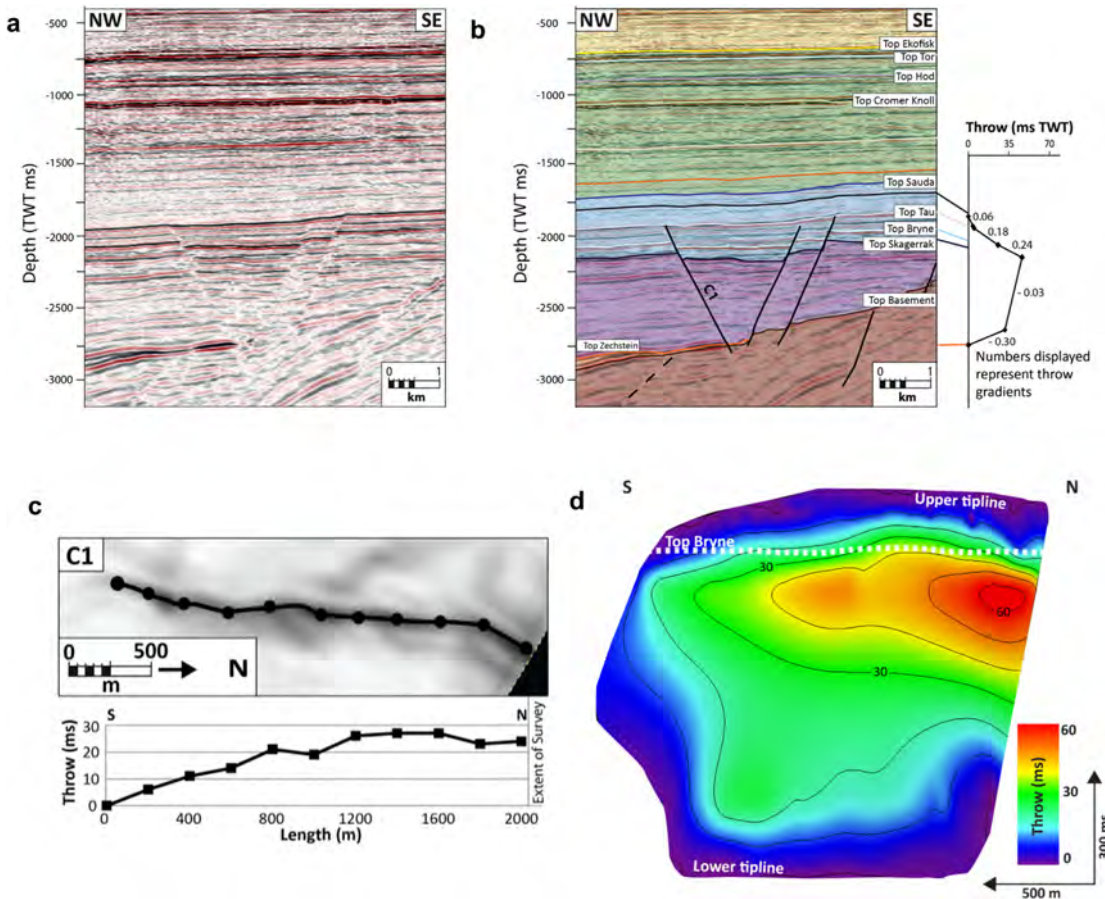 a
NW
SE
-500
-1000
-1500
-2000
-2500
-3000
Depth (TWT ms)
0
1
km
b
NW
SE
-500
-1000
-1500
-2000
-2500
-3000
Depth (TWT ms)
Top Ekofisk
Top Tor
Top Hod
Top Cromer Knoll
Top Sauda
Top Tau
Top Bryne
Top Skagerrak
Top Basement
Top Zechstein
C1
0
1
km
Throw (ms TWT)
0
35
70
0.06
0.18
0.24
- 0.03
- 0.30
Numbers displayed
represent throw
gradients
c
C1
0
500
m
N
S
N
30
20
10
0
Throw (ms)
0
400
800
1200
1600
2000
Length (m)
Extent of Survey
d
S
N
Upper tipline
Top Bryne
30
60
30
Lower tipline
60
30
0
Throw (ms)
300 ms
500 m